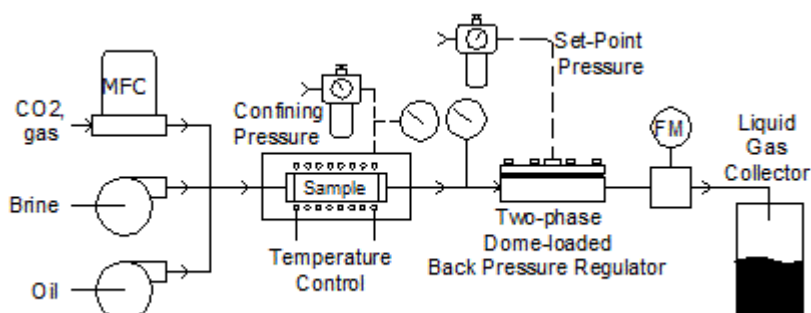 MFC
CO2,
gas
Brine
Oil
Confining
Pressure
Sample
Temperature
Control
Set-Point
Pressure
Two-phase
Dome-loaded
Back Pressure Regulator
FM
Liquid
Gas
Collector